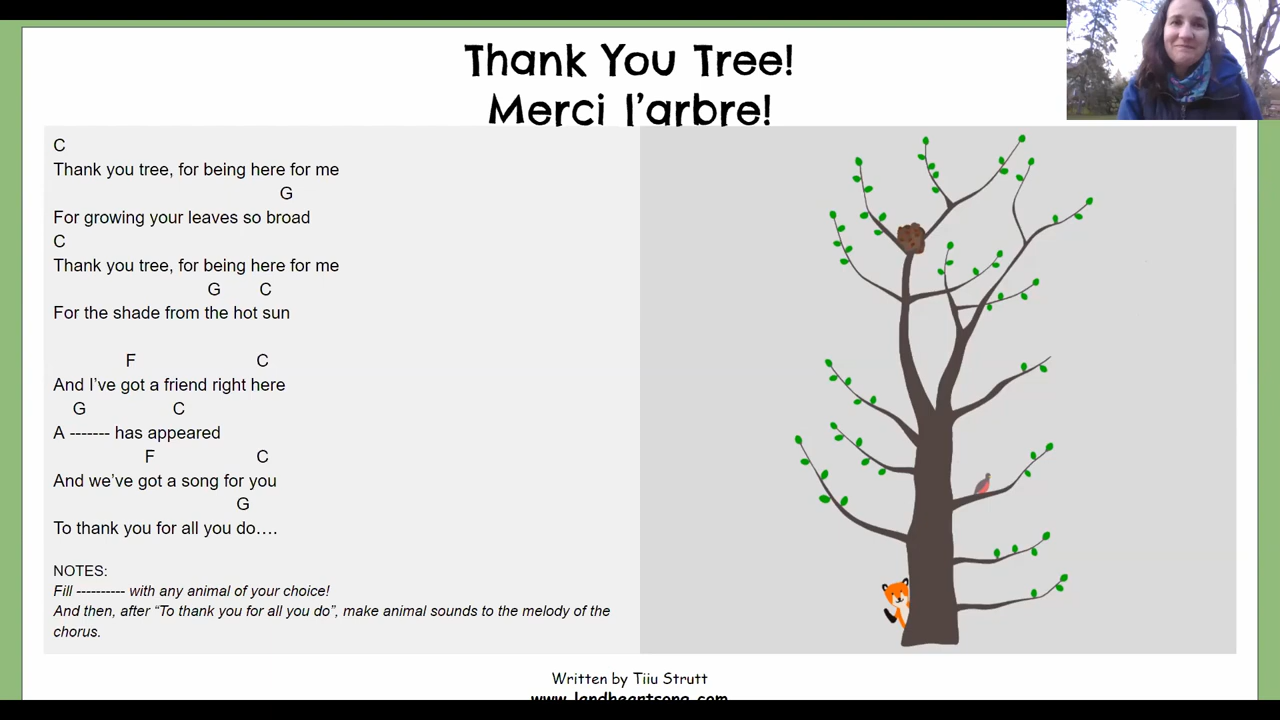 Thank You Tree!
Merci l'arbre!
C
Thank you tree, for being here for me
G
For growing your leaves so broad
C
Thank you tree, for being here for me
G C
For the shade from the hot sun
F C
And I’ve got a friend right here
G C
A ------- has appeared
F C
And we’ve got a song for you
G
To thank you for all you do….
NOTES:
Fill ---------- with any animal of your choice!
And then, after “To thank you for all you do”, make animal sounds to the melody of the
chorus.
Written by Tiiu Strutt
www.landheartsong.com